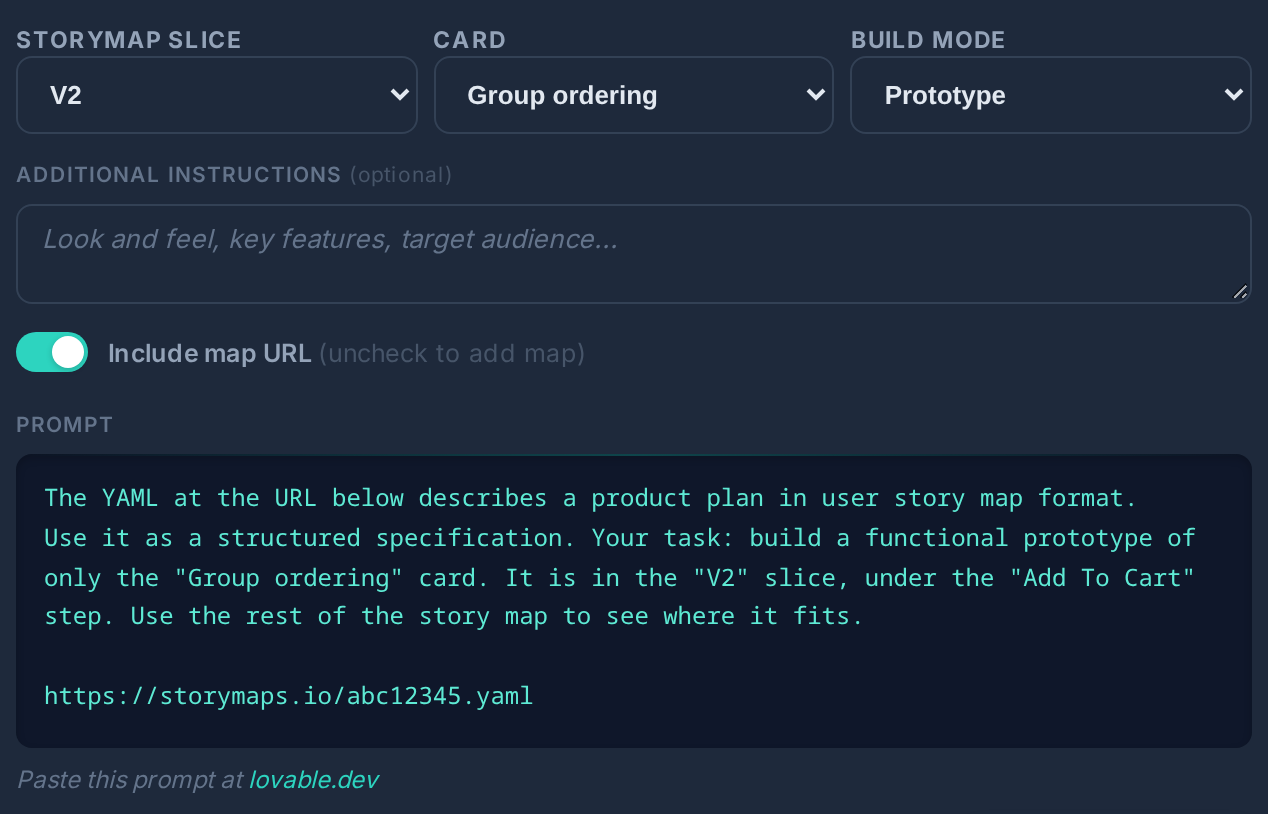 STORYMAP SLICE
CARD
BUILD MODE
V2
Group ordering
Prototype
ADDITIONAL INSTRUCTIONS (optional)
Look and feel, key features, target audience...
Include map URL (uncheck to add map)
PROMPT
The YAML at the URL below describes a product plan in user story map format.
Use it as a structured specification. Your task: build a functional prototype of
only the "Group ordering" card. It is in the "V2" slice, under the "Add To Cart"
step. Use the rest of the story map to see where it fits.
https://storymaps.io/abc12345.yaml
Paste this prompt at lovable.dev